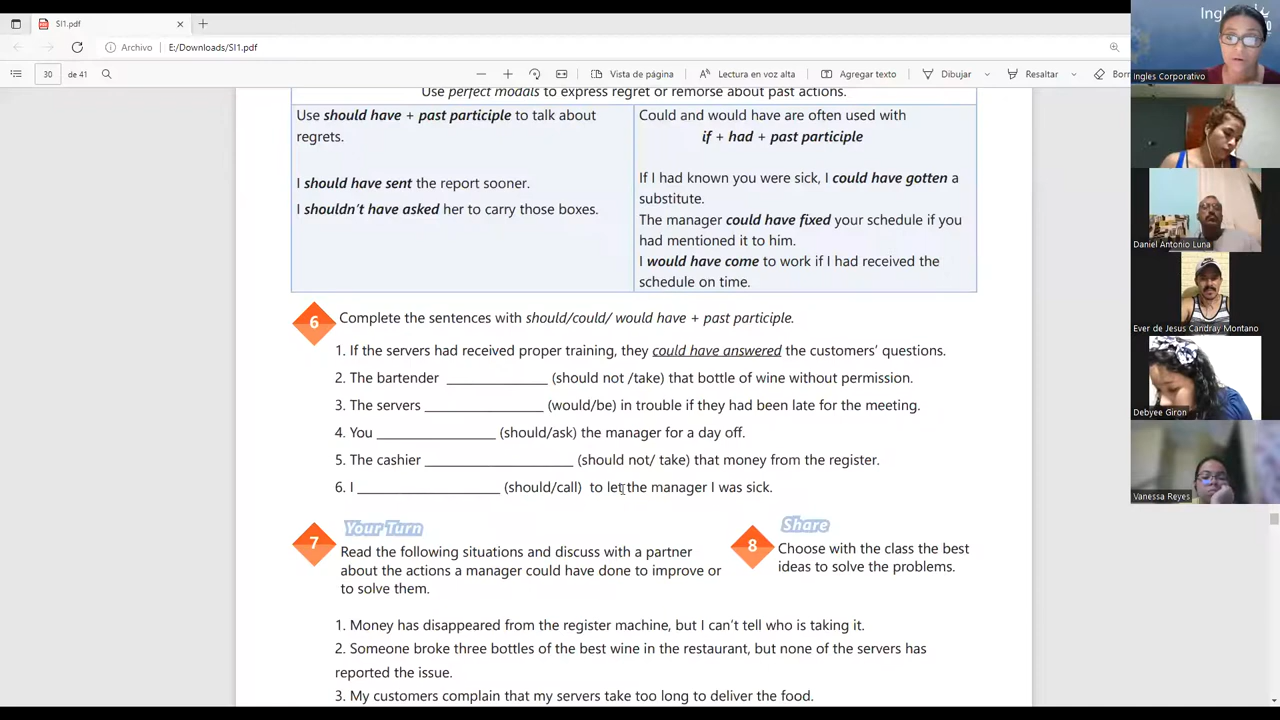 SI1.pdf
Archivo
E:/Downloads/SI1.pdf
30
de 41
Vista de página
Lectura en voz alta
Agregar texto
Dibujar
Resaltar
Use perfect modals to express regret or remorse about past actions.
Use should have + past participle to talk about
regrets.
I should have sent the report sooner.
I shouldn't have asked her to carry those boxes.
Could and would have are often used with
if + had + past participle
If I had known you were sick, I could have gotten a
substitute.
The manager could have fixed your schedule if you
had mentioned it to him.
I would have come to work if I had received the
schedule on time.
6
Complete the sentences with should/could/ would have + past participle.
1. If the servers had received proper training, they could have answered the customers' questions.
2. The bartender _______________ (should not /take) that bottle of wine without permission.
3. The servers _________________ (would/be) in trouble if they had been late for the meeting.
4. You _________________ (should/ask) the manager for a day off.
5. The cashier _____________________ (should not/ take) that money from the register.
6. I ____________________ (should/call) to let the manager I was sick.
7
Your Turn
Read the following situations and discuss with a partner
about the actions a manager could have done to improve or
to solve them.
8
Share
Choose with the class the best
ideas to solve the problems.
1. Money has disappeared from the register machine, but I can't tell who is taking it.
2. Someone broke three bottles of the best wine in the restaurant, but none of the servers has
reported the issue.
3. My customers complain that my servers take too long to deliver the food.
Ingles Corporativo
Daniel Antonio Luna
Ever de Jesus Candray Montano
Debyee Giron
Vanessa Reyes